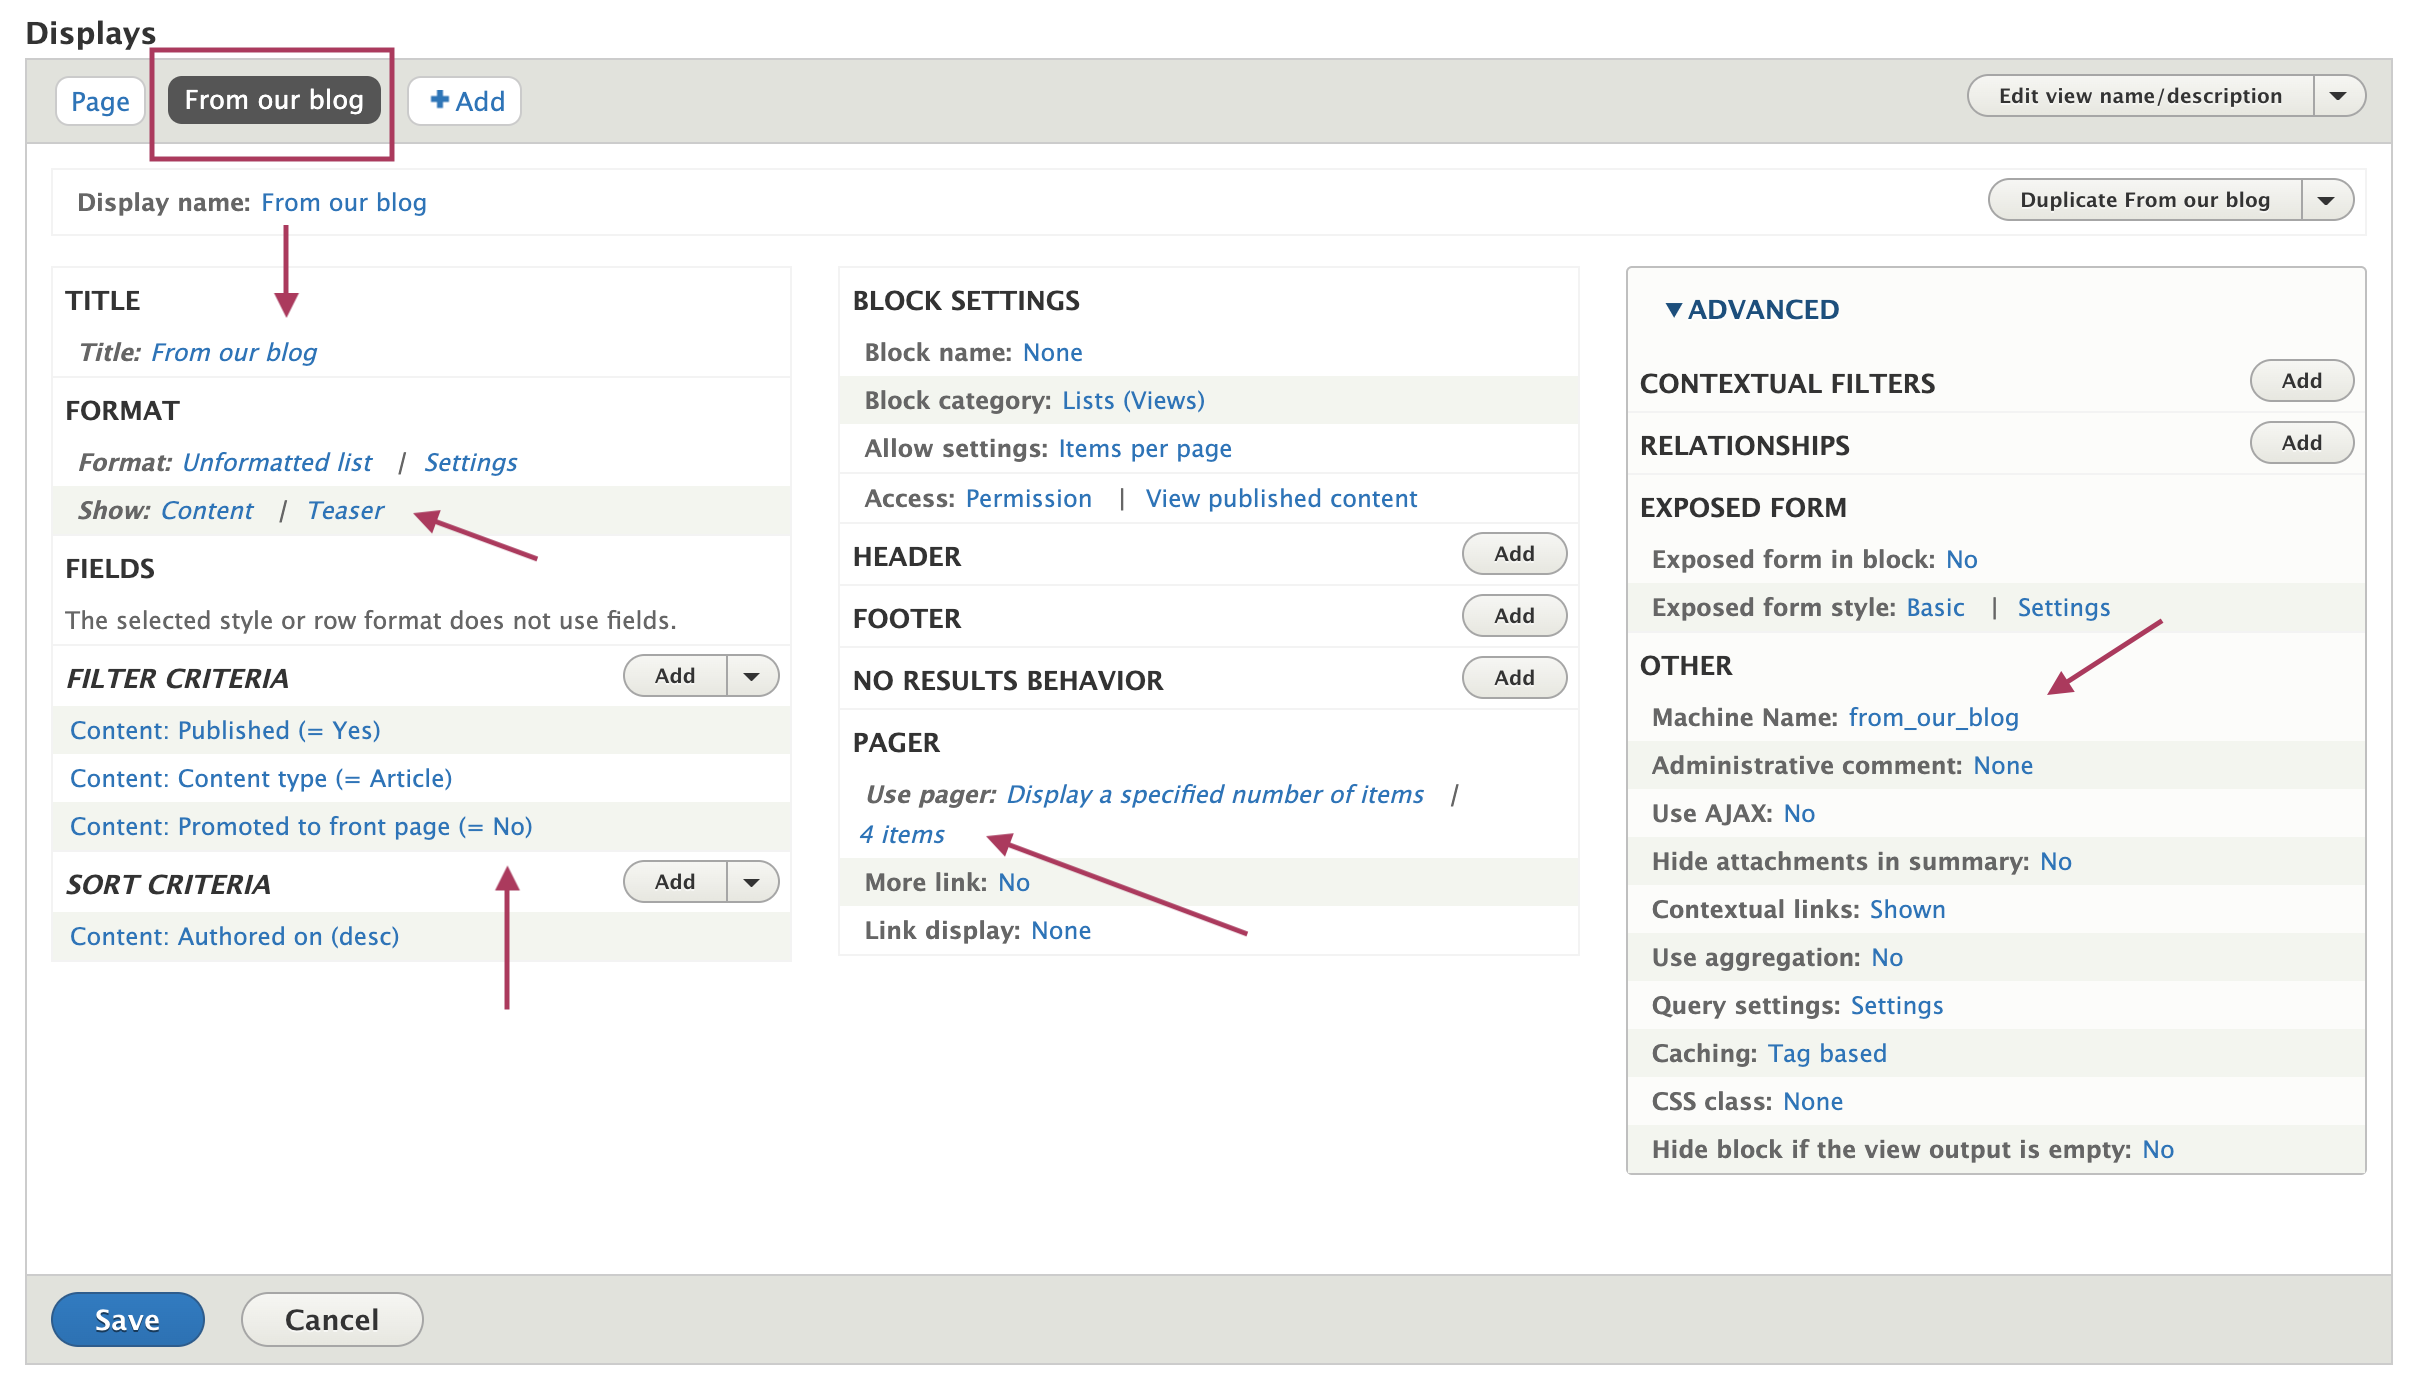 Displays
Page From our blog Add Edit view name/description
Display name: From our blog Duplicate From our blog
TITLE
Title: From our blog
FORMAT
Format: Unformatted list | Settings
Show: Content | Teaser
FIELDS
The selected style or row format does not use fields.
FILTER CRITERIA Add
Content: Published (= Yes)
Content: Content type (= Article)
Content: Promoted to front page (= No)
SORT CRITERIA Add
Content: Authored on (desc)
BLOCK SETTINGS
Block name: None
Block category: Lists (Views)
Allow settings: Items per page
Access: Permission | View published content
HEADER Add
FOOTER Add
NO RESULTS BEHAVIOR Add
PAGER
Use pager: Display a specified number of items |
4 items
More link: No
Link display: None
ADVANCED
CONTEXTUAL FILTERS Add
RELATIONSHIPS Add
EXPOSED FORM
Exposed form in block: No
Exposed form style: Basic | Settings
OTHER
Machine Name: from_our_blog
Administrative comment: None
Use AJAX: No
Hide attachments in summary: No
Contextual links: Shown
Use aggregation: No
Query settings: Settings
Caching: Tag based
CSS class: None
Hide block if the view output is empty: No
Save Cancel